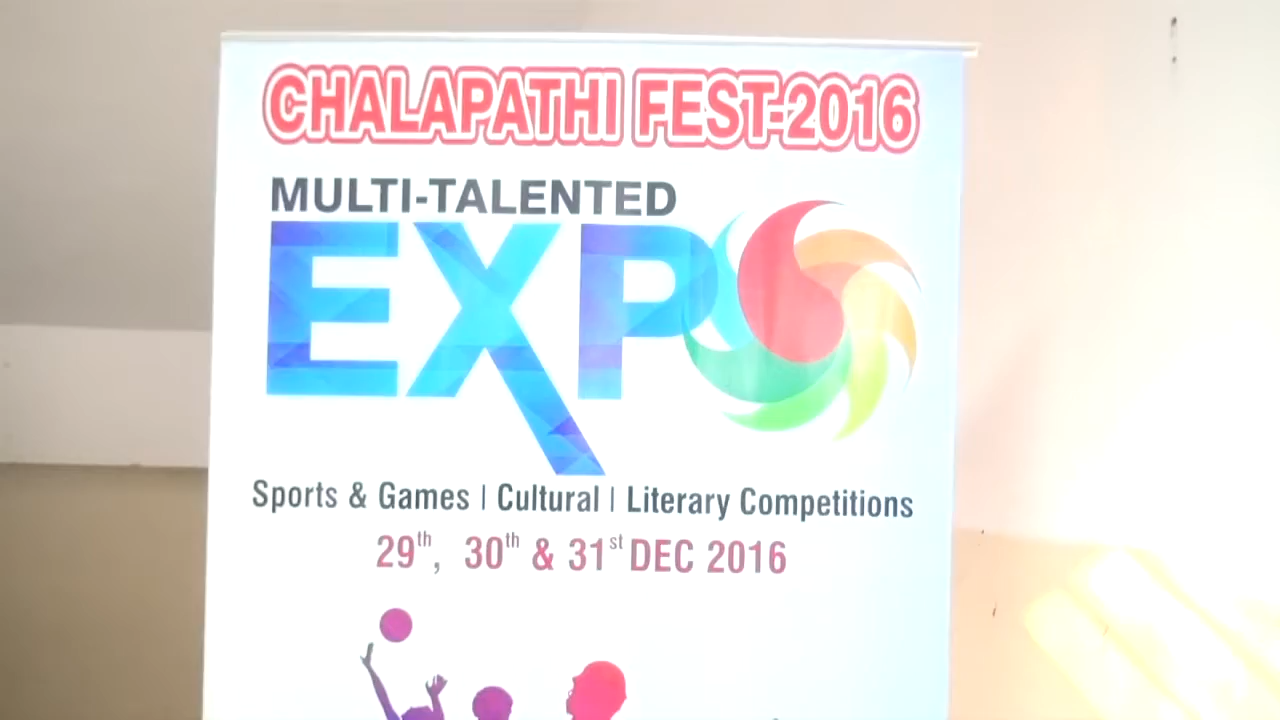 CHALAPATHI FEST-2016
MULTI-TALENTED
EXPO
Sports & Games | Cultural | Literary Competitions
29th, 30th & 31st DEC 2016